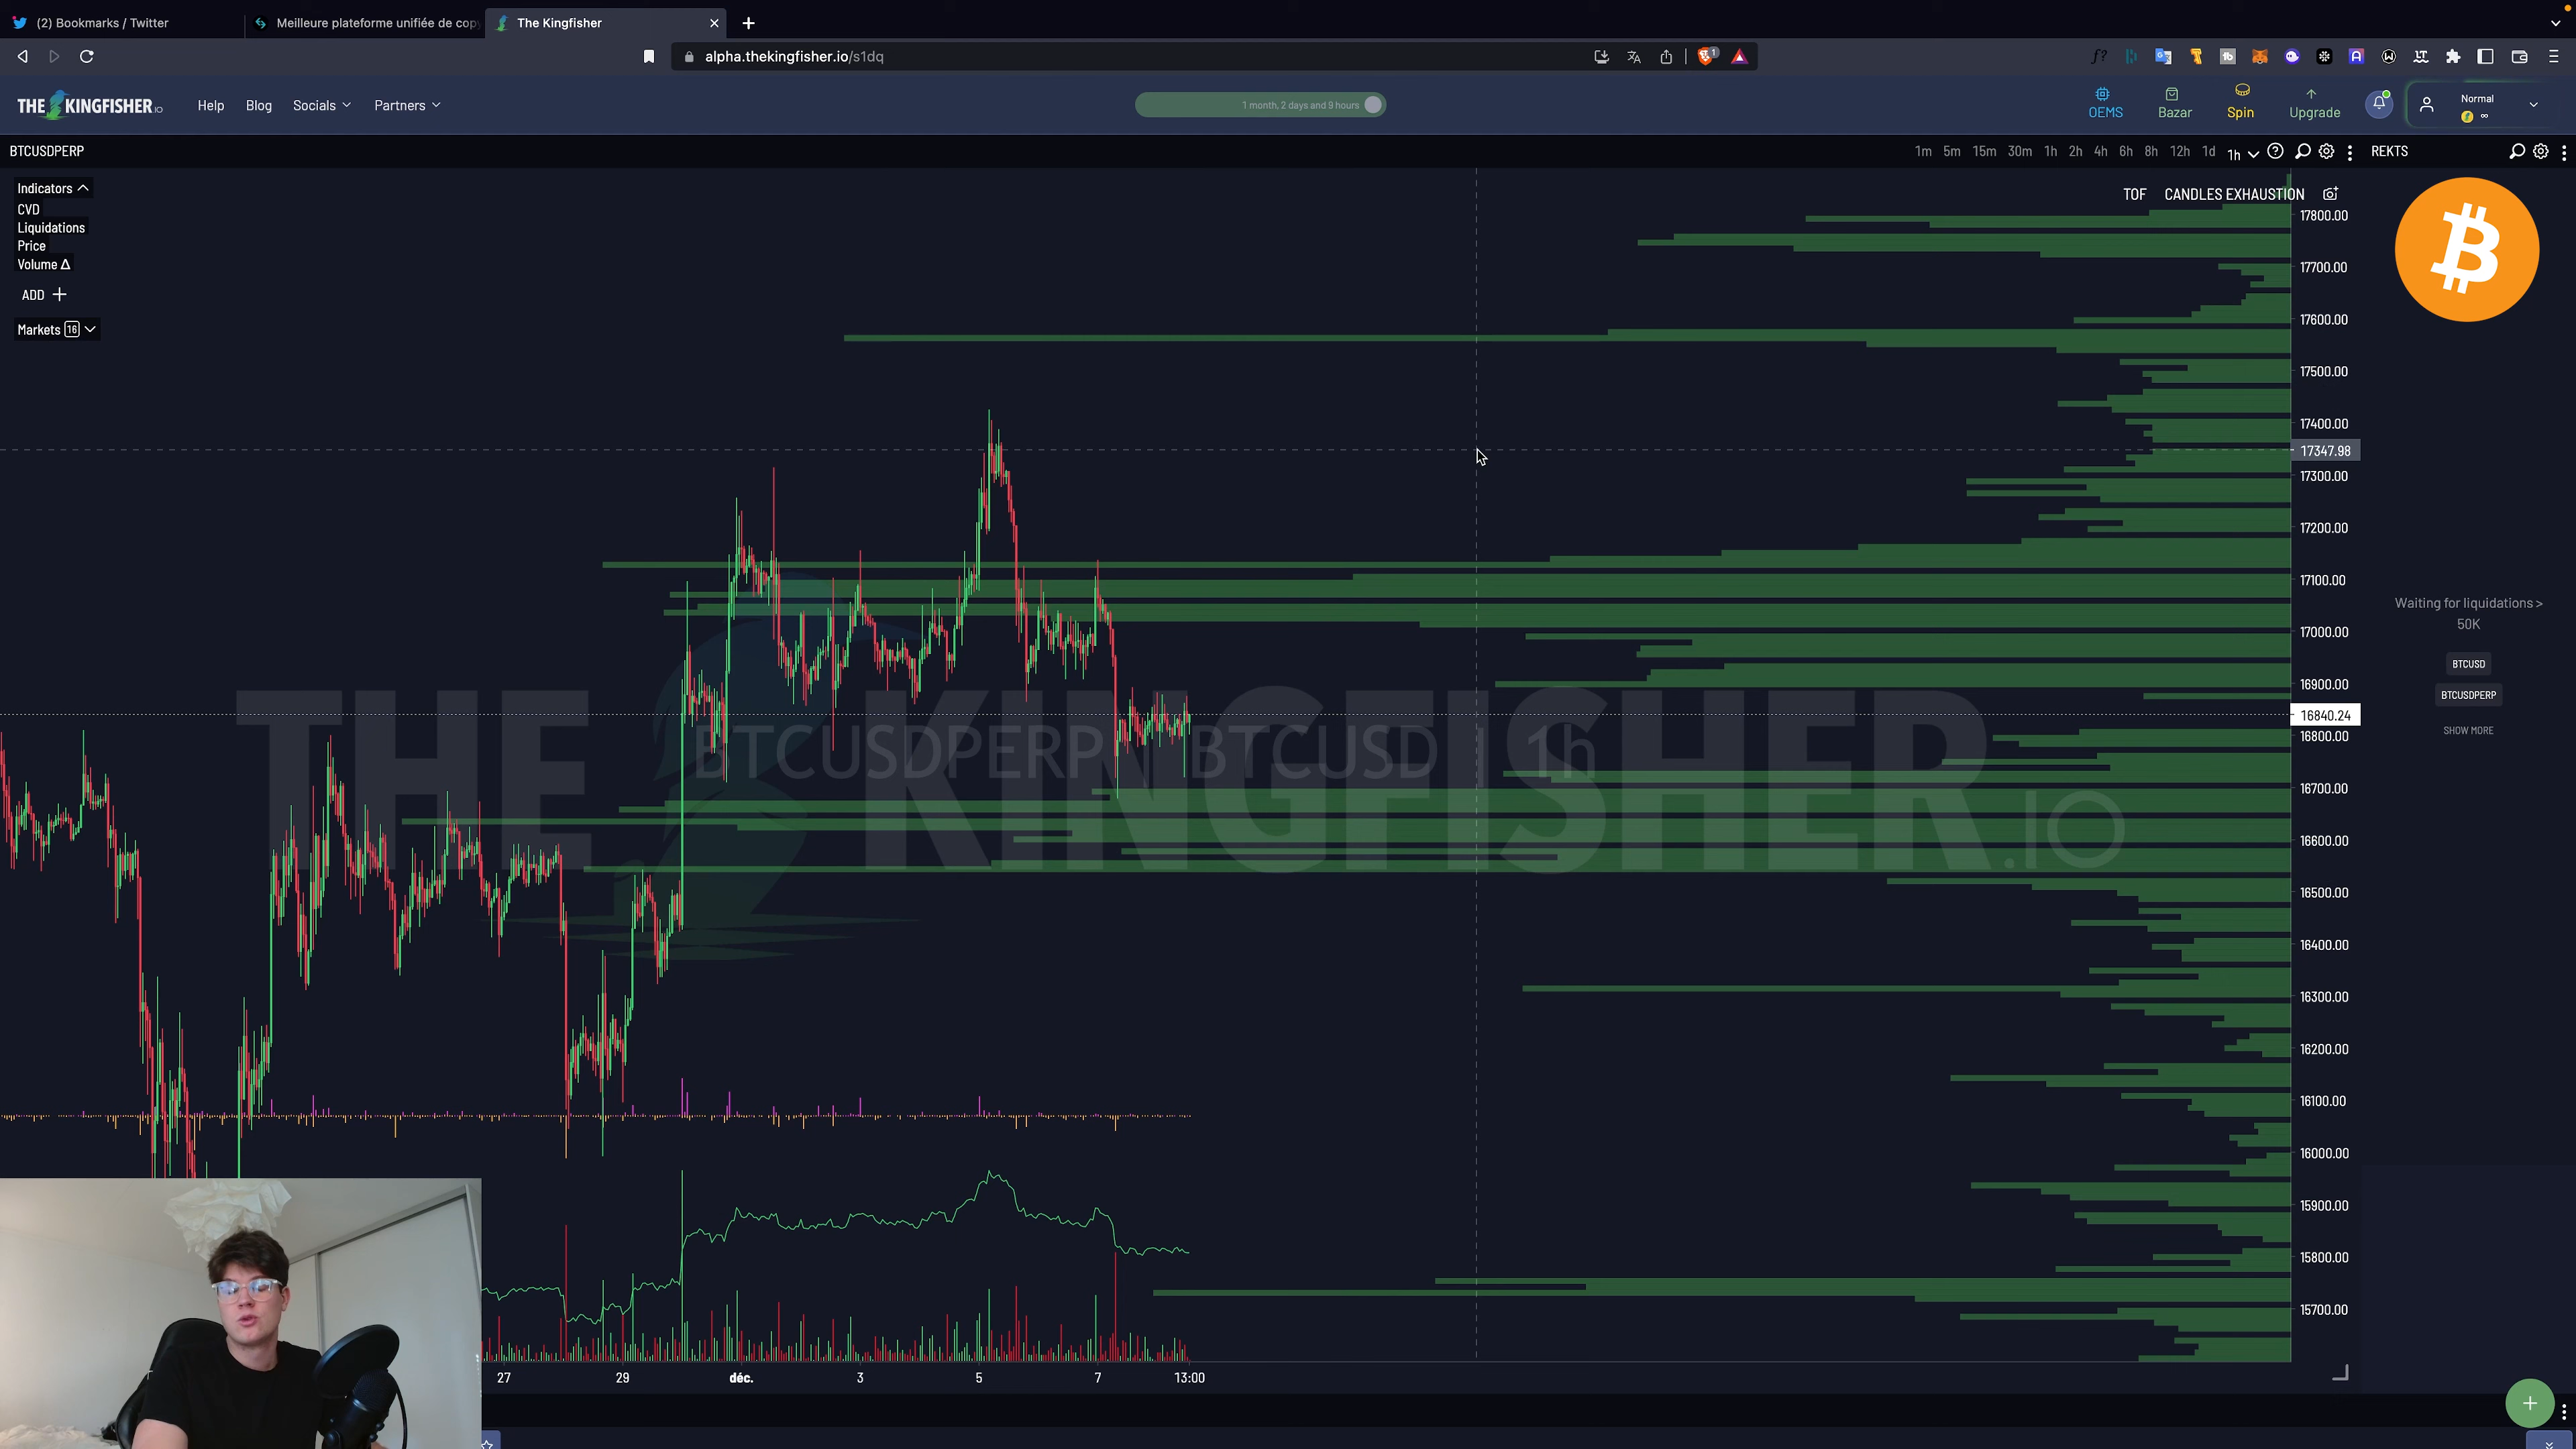 (2) Bookmarks / Twitter
Meilleure plateforme unifiée de cop
The Kingfisher
alpha.thekingfisher.io/s1dq
1
THE KINGFISHER.IO
Help
Blog
Socials
Partners
1 month, 2 days and 9 hours
OEMS
Bazar
Spin
Upgrade
Normal
∞
BTCUSDPERP
1m 5m 15m 30m 1h 2h 4h 6h 8h 12h 1d 1h
REKTS
Indicators
CVD
Liquidations
Price
Volume Δ
ADD +
Markets 16
TOF
CANDLES EXHAUSTION
17800.00
17700.00
17600.00
17500.00
17400.00
17347.98
17300.00
17200.00
17100.00
17000.00
16900.00
16840.24
16800.00
16700.00
16600.00
16500.00
16400.00
16300.00
16200.00
16100.00
16000.00
15900.00
15800.00
15700.00
Waiting for liquidations >
50K
BTCUSD
BTCUSDPERP
SHOW MORE
THE KINGFISHER.IO
BTCUSDPERP BTCUSD 1h
27
29
déc.
3
5
7
13:00